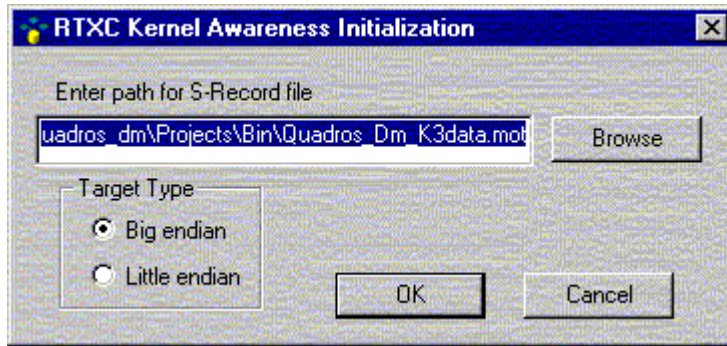 RTXC Kernel Awareness Initialization
Enter path for S-Record file
uadros_dm\Projects\Bin\Quadros_Dm_K3data.mot
Browse
Target Type
Big endian
Little endian
OK
Cancel